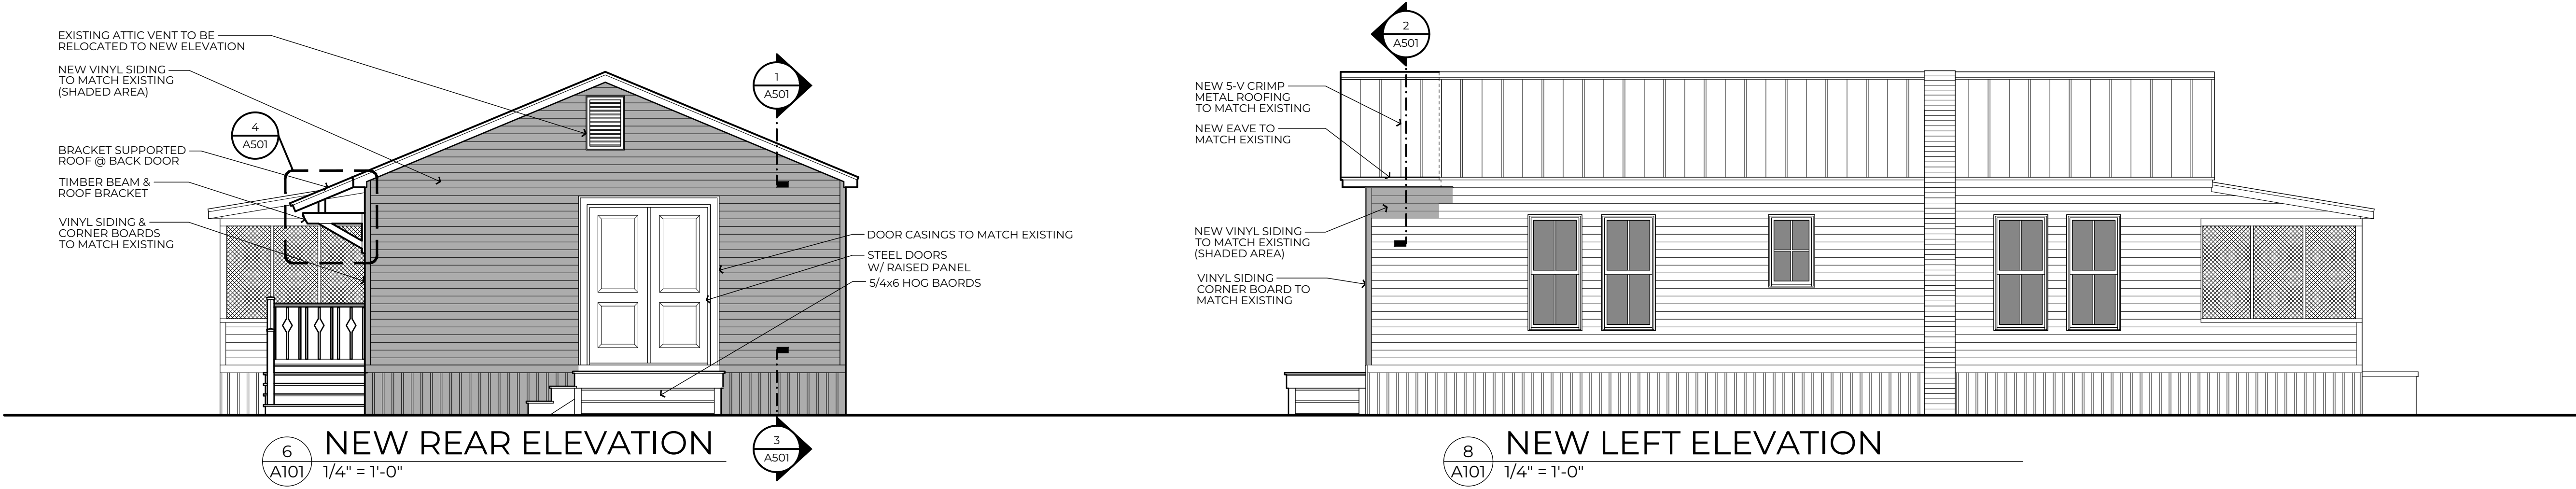 EXISTING ATTIC VENT TO BE
RELOCATED TO NEW ELEVATION
NEW VINYL SIDING
TO MATCH EXISTING
(SHADED AREA)
4
A501
BRACKET SUPPORTED
ROOF @ BACK DOOR
TIMBER BEAM &
ROOF BRACKET
VINYL SIDING &
CORNER BOARDS
TO MATCH EXISTING
1
A501
DOOR CASINGS TO MATCH EXISTING
STEEL DOORS
W/ RAISED PANEL
5/4x6 HOG BAORDS
3
A501
6
A101
NEW REAR ELEVATION
1/4" = 1'-0"
2
A501
NEW 5-V CRIMP
METAL ROOFING
TO MATCH EXISTING
NEW EAVE TO
MATCH EXISTING
NEW VINYL SIDING
TO MATCH EXISTING
(SHADED AREA)
VINYL SIDING
CORNER BOARD TO
MATCH EXISTING
8
A101
NEW LEFT ELEVATION
1/4" = 1'-0"